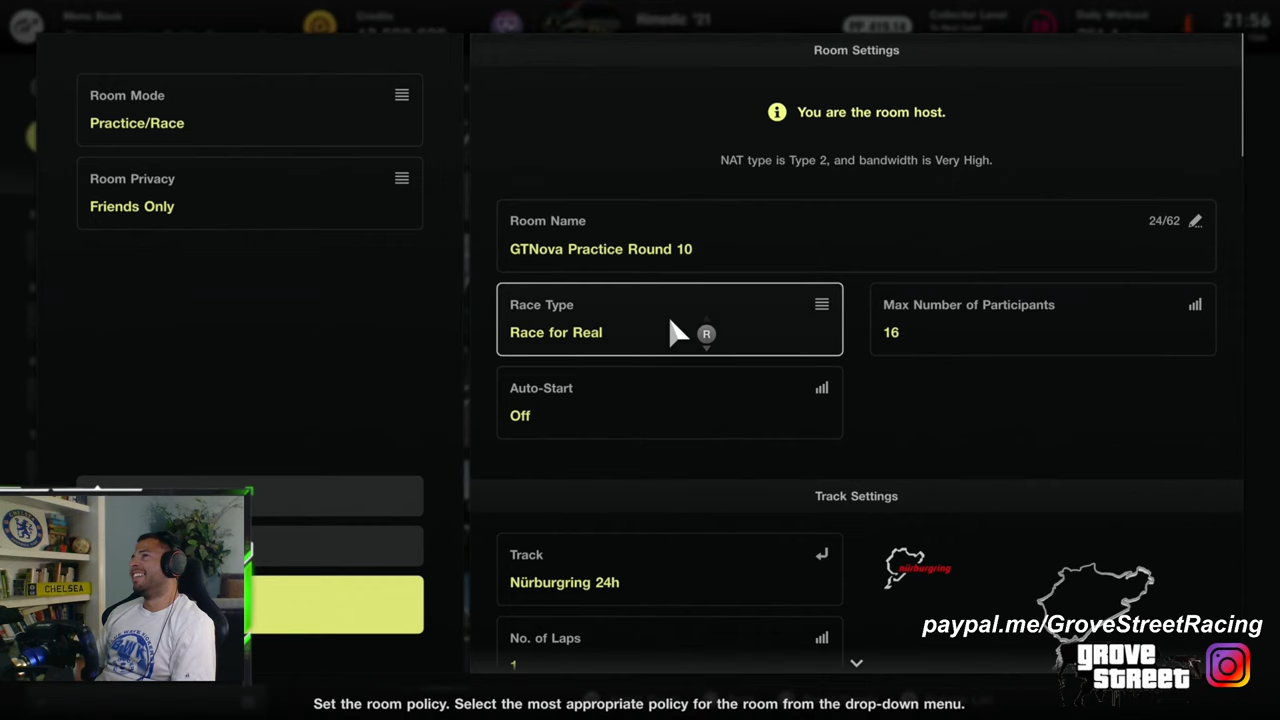 21:56
Room Settings
Room Mode
Practice/Race
Room Privacy
Friends Only
You are the room host.
NAT type is Type 2, and bandwidth is Very High.
Room Name
24/62
GTNova Practice Round 10
Race Type
Race for Real
R
Max Number of Participants
16
Auto-Start
Off
Track Settings
Track
Nürburgring 24h
nürburgring
No. of Laps
1
CHELSEA
paypal.me/GroveStreetRacing
grove
street
Set the room policy. Select the most appropriate policy for the room from the drop-down menu.